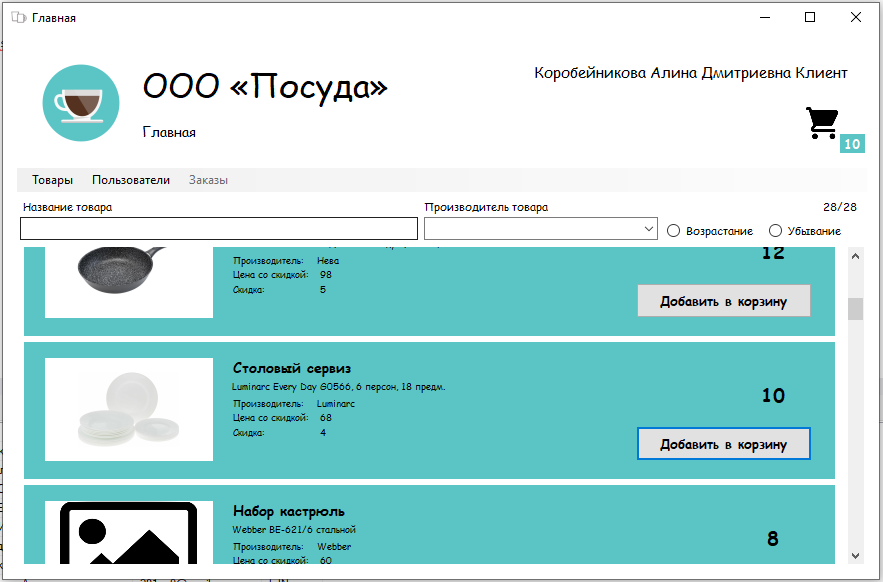 Главная
ООО «Посуда»
Коробейникова Алина Дмитриевна Клиент
Главная
10
Товары Пользователи Заказы
Название товара Производитель товара 28/28
Возрастание Убывание
Производитель: Нева
12
Цена со скидкой: 98
Скидка: 5
Добавить в корзину
Столовый сервиз
Luminarc Every Day G0566, 6 персон, 18 предм.
Производитель: Luminarc
Цена со скидкой: 68
Скидка: 4
10
Добавить в корзину
Набор кастрюль
Webber BE-621/6 стальной
Производитель: Webber
Цена со скидкой: 60
8